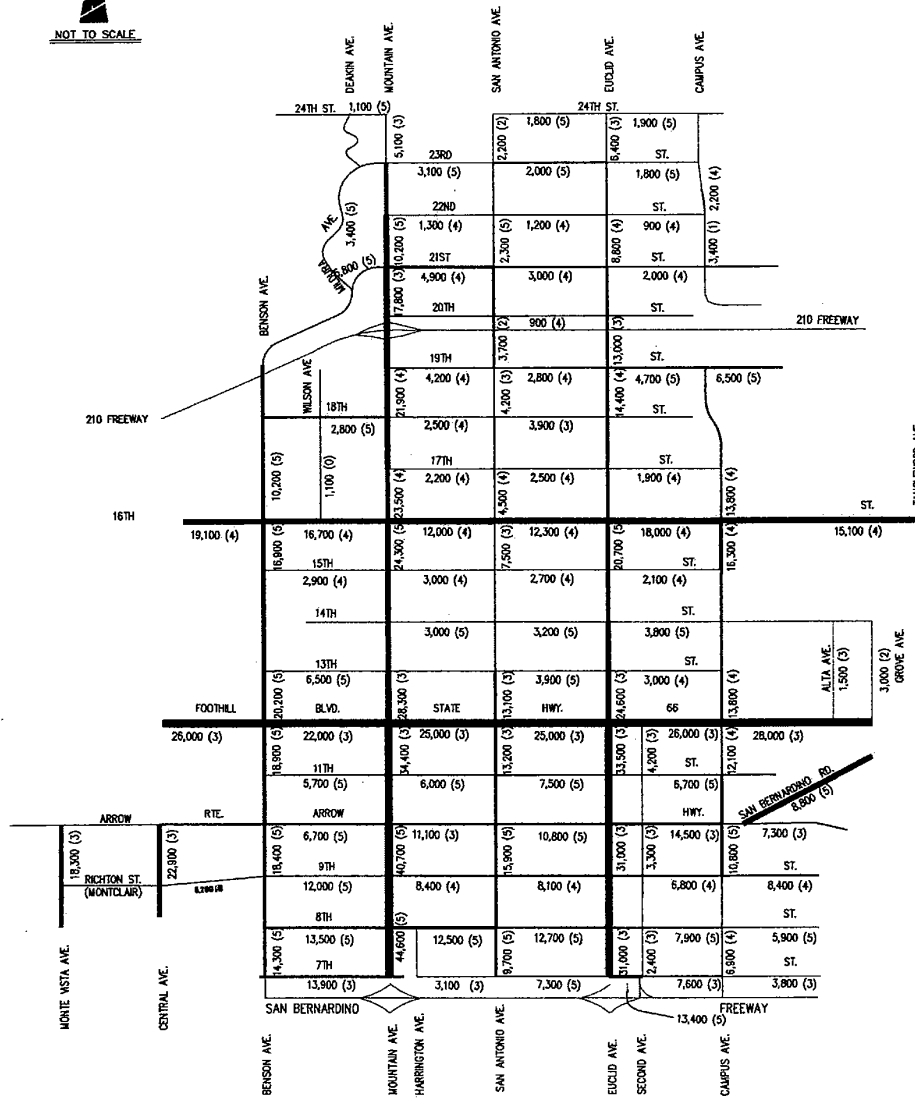 NOT TO SCALE
DEAKIN AVE.
MOUNTAIN AVE.
SAN ANTONIO AVE.
EUCLID AVE.
CAMPUS AVE.
24TH ST.
1,100 (5)
24TH ST.
5,100 (3)
2,200 (2)
1,800 (5)
6,400 (3)
1,900 (5)
23RD
ST.
3,100 (5)
2,000 (5)
1,800 (5)
2,200 (4)
22ND
ST.
AVE.
3,400 (5)
10,200 (5)
1,300 (4)
2,300 (5)
1,200 (4)
8,800 (4)
900 (4)
3,400 (1)
21ST
ST.
6,800 (5)
17,800 (3)
4,900 (4)
3,000 (4)
2,000 (4)
BENSON AVE.
20TH
ST.
900 (4)
210 FREEWAY
3,700 (2)
13,000 (3)
19TH
ST.
WILSON AVE
21,900 (4)
4,200 (4)
4,200 (3)
2,800 (4)
14,400 (4)
4,700 (5)
6,500 (5)
18TH
ST.
210 FREEWAY
2,800 (5)
2,500 (4)
3,900 (3)
17TH
ST.
10,200 (5)
1,100 (0)
23,500 (4)
2,200 (4)
4,500 (4)
2,500 (4)
1,900 (4)
13,800 (4)
16TH
ST.
19,100 (4)
16,900 (5)
16,700 (4)
24,300 (5)
12,000 (4)
7,500 (3)
12,300 (4)
20,700 (5)
18,000 (4)
16,300 (4)
15,100 (4)
15TH
ST.
2,900 (4)
3,000 (4)
2,700 (4)
2,100 (4)
14TH
ST.
3,000 (5)
3,200 (5)
3,800 (5)
13TH
ST.
ALTA AVE.
1,500 (3)
3,000 (2)
GROVE AVE.
20,200 (5)
6,500 (5)
28,300 (3)
13,100 (3)
3,900 (5)
24,600 (3)
3,000 (4)
13,800 (4)
FOOTHILL
BLVD.
STATE
HWY.
66
26,000 (3)
18,900 (5)
22,000 (3)
34,400 (3)
25,000 (3)
13,200 (3)
25,000 (3)
33,500 (3)
4,200 (3)
26,000 (3)
12,100 (4)
28,000 (3)
11TH
ST.
5,700 (5)
6,000 (5)
7,500 (5)
6,700 (5)
SAN BERNARDINO RD.
8,800 (5)
ARROW
RTE.
ARROW
HWY.
18,300 (3)
22,900 (3)
18,400 (5)
6,700 (5)
40,700 (5)
11,100 (3)
15,900 (5)
10,800 (5)
31,000 (3)
3,300 (3)
14,500 (3)
10,800 (5)
7,300 (3)
9TH
ST.
RICHTON ST.
(MONTCLAIR)
12,000 (5)
8,400 (4)
8,100 (4)
6,800 (4)
8,400 (4)
8TH
ST.
14,300 (5)
13,500 (5)
44,600 (5)
12,500 (5)
9,700 (5)
12,700 (5)
31,000 (3)
2,400 (3)
7,900 (5)
6,900 (4)
5,900 (5)
7TH
ST.
13,900 (3)
3,100 (3)
7,300 (5)
7,600 (3)
3,800 (3)
SAN BERNARDINO
FREEWAY
13,400 (5)
MONTE VISTA AVE.
CENTRAL AVE.
BENSON AVE.
MOUNTAIN AVE.
HARRINGTON AVE.
SAN ANTONIO AVE.
EUCLID AVE.
SECOND AVE.
CAMPUS AVE.